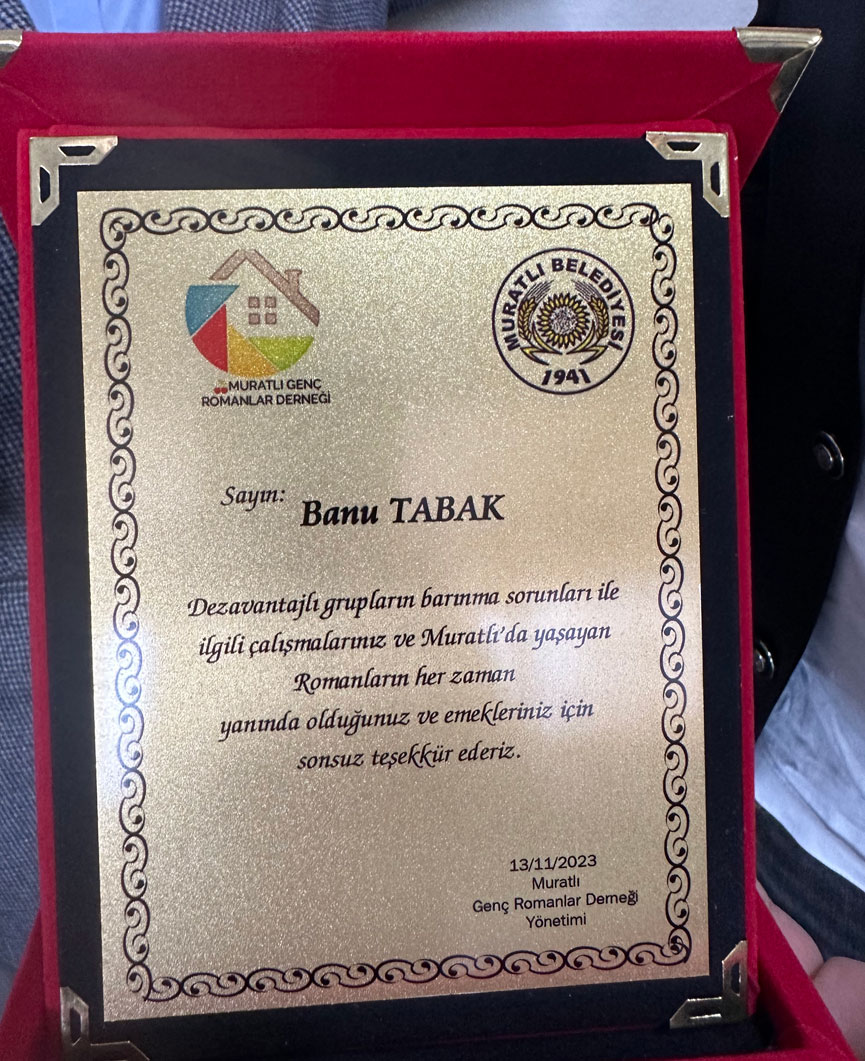 MURATLI GENÇ
ROMANLAR DERNEĞİ
MURATLI BELEDİYESİ
1941
Sayın:
Banu TABAK
Dezavantajlı grupların barınma sorunları ile
ilgili çalışmalarınız ve Muratlı'da yaşayan
Romanların her zaman
yanında olduğunuz ve emekleriniz için
sonsuz teşekkür ederiz.
13/11/2023
Muratlı
Genç Romanlar Derneği
Yönetimi